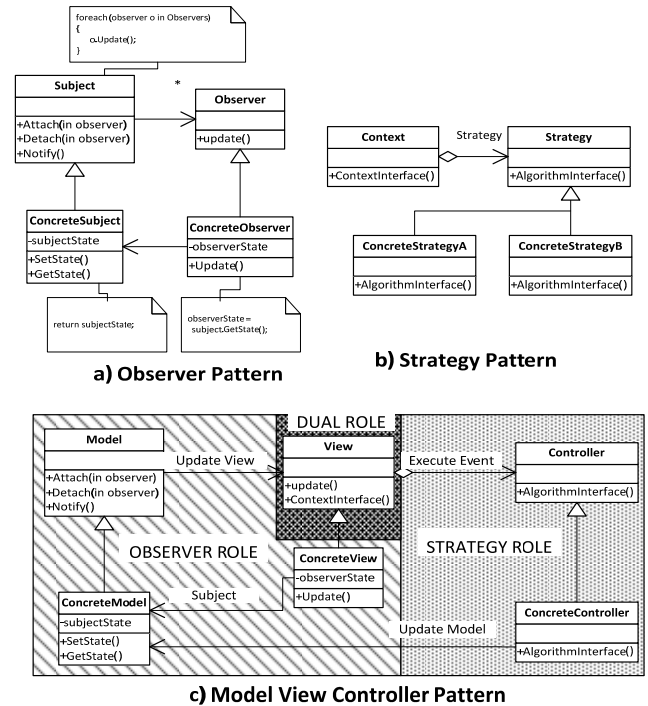 foreach(observer o in Observers)
{
o.Update();
}
Subject
+Attach(in observer)
+Detach(in observer)
+Notify()
*
Observer
+update()
ConcreteSubject
-subjectState
+SetState()
+GetState()
ConcreteObserver
-observerState
+Update()
return subjectState;
observerState =
subject.GetState();
a) Observer Pattern
Context
+ContextInterface()
Strategy
Strategy
+AlgorithmInterface()
ConcreteStrategyA
+AlgorithmInterface()
ConcreteStrategyB
+AlgorithmInterface()
b) Strategy Pattern
DUAL ROLE
Model
+Attach(in observer)
+Detach(in observer)
+Notify()
Update View
View
+update()
+ContextInterface()
Execute Event
Controller
+AlgorithmInterface()
OBSERVER ROLE
STRATEGY ROLE
ConcreteView
-observerState
+Update()
ConcreteModel
-subjectState
+SetState()
+GetState()
Subject
Update Model
ConcreteController
+AlgorithmInterface()
c) Model View Controller Pattern